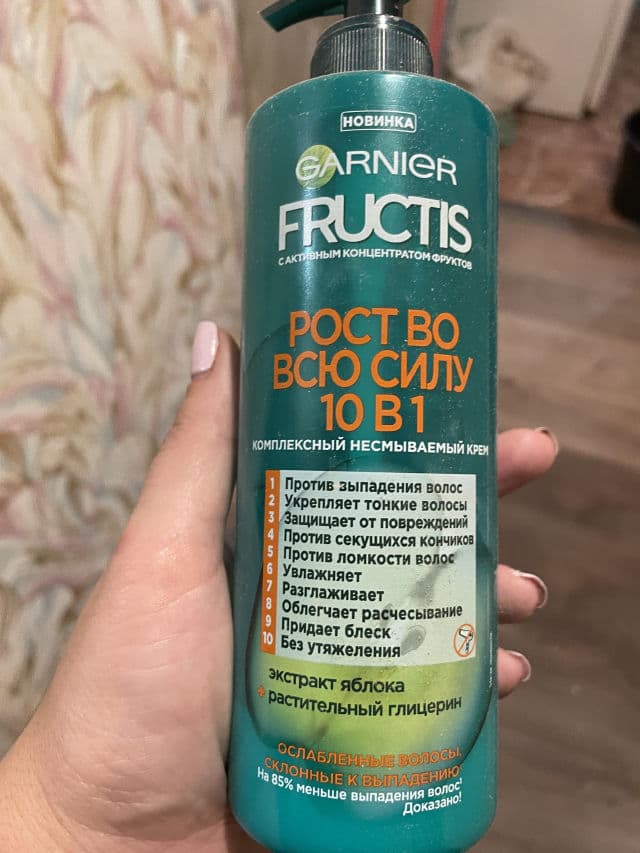 НОВИНКА
GARNIER
FRUCTIS
С АКТИВНЫМ КОНЦЕНТРАТОМ ФРУКТОВ
РОСТ ВО
ВСЮ СИЛУ
10 В 1
КОМПЛЕКСНЫЙ НЕСМЫВАЕМЫЙ КРЕМ
1 Против выпадения волос
2 Укрепляет тонкие волосы
3 Защищает от повреждений
4 Против секущихся кончиков
5 Против ломкости волос
6 Увлажняет
7 Разглаживает
8 Облегчает расчесывание
9 Придает блеск
10 Без утяжеления
экстракт яблока
+ растительный глицерин
ОСЛАБЛЕННЫЕ ВОЛОСЫ,
СКЛОННЫЕ К ВЫПАДЕНИЮ
На 85% меньше выпадения волос¹
Доказано!